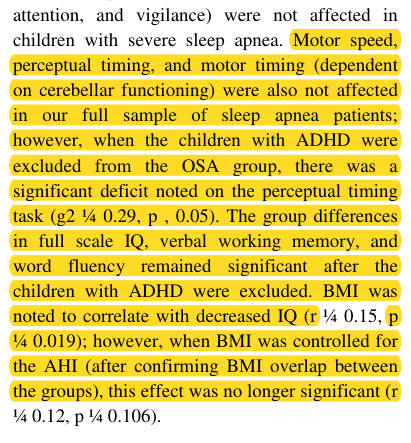 attention, and vigilance) were not affected in
children with severe sleep apnea. Motor speed,
perceptual timing, and motor timing (dependent
on cerebellar functioning) were also not affected
in our full sample of sleep apnea patients;
however, when the children with ADHD were
excluded from the OSA group, there was a
significant deficit noted on the perceptual timing
task (g2 ¼ 0.29, p , 0.05). The group differences
in full scale IQ, verbal working memory, and
word fluency remained significant after the
children with ADHD were excluded. BMI was
noted to correlate with decreased IQ (r ¼ 0.15, p
¼ 0.019); however, when BMI was controlled for
the AHI (after confirming BMI overlap between
the groups), this effect was no longer significant (r
¼ 0.12, p ¼ 0.106).